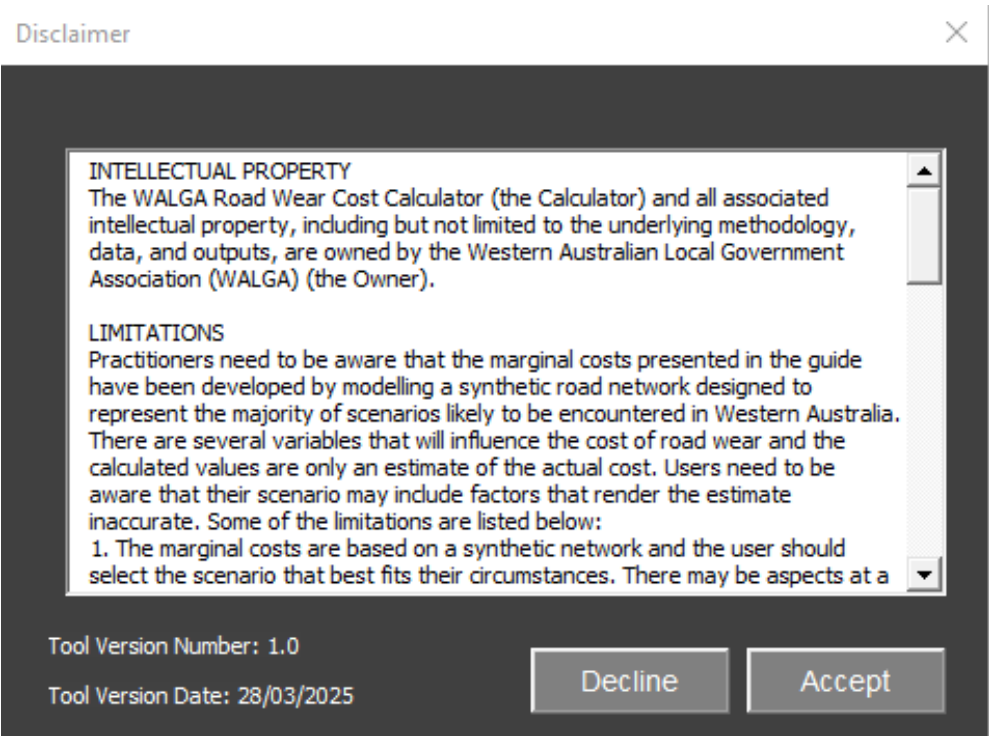 Disclaimer
INTELLECTUAL PROPERTY
The WALGA Road Wear Cost Calculator (the Calculator) and all associated
intellectual property, including but not limited to the underlying methodology,
data, and outputs, are owned by the Western Australian Local Government
Association (WALGA) (the Owner).
LIMITATIONS
Practitioners need to be aware that the marginal costs presented in the guide
have been developed by modelling a synthetic road network designed to
represent the majority of scenarios likely to be encountered in Western Australia.
There are several variables that will influence the cost of road wear and the
calculated values are only an estimate of the actual cost. Users need to be
aware that their scenario may include factors that render the estimate
inaccurate. Some of the limitations are listed below:
1. The marginal costs are based on a synthetic network and the user should
select the scenario that best fits their circumstances. There may be aspects at a
Tool Version Number: 1.0
Tool Version Date: 28/03/2025
Decline
Accept